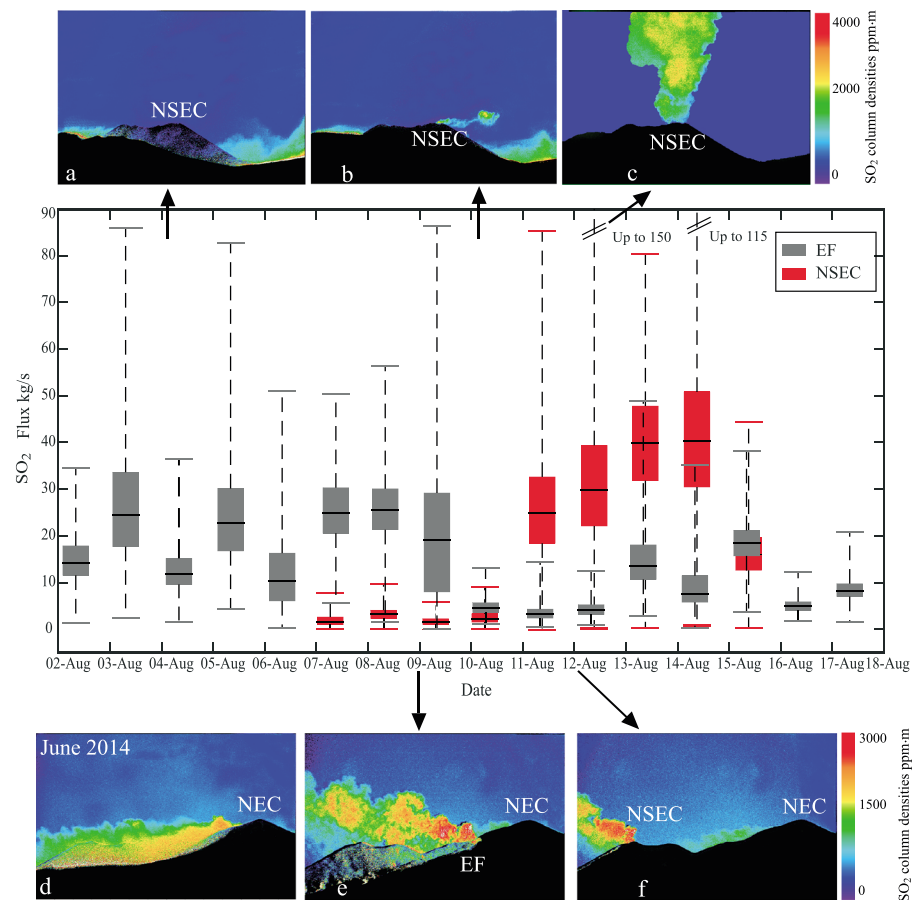 NSEC
a
NSEC
b
NSEC
c
4000
2000
0
SO2 column densities ppm·m
90
80
70
60
50
40
30
20
10
0
SO2 Flux kg/s
Up to 150
Up to 115
EF
NSEC
02-Aug 03-Aug 04-Aug 05-Aug 06-Aug 07-Aug 08-Aug 09-Aug 10-Aug 11-Aug 12-Aug 13-Aug 14-Aug 15-Aug 16-Aug 17-Aug 18-Aug
Date
June 2014
NEC
d
NEC
EF
e
NSEC
NEC
f
3000
1500
0
SO2 column densities ppm·m